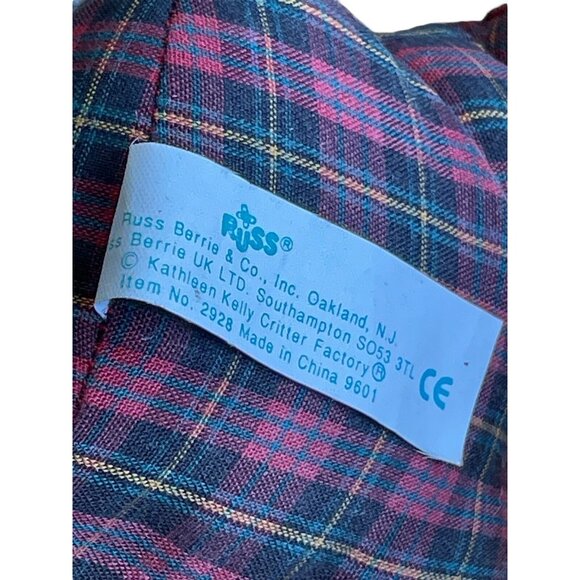 RUSS®
Russ Berrie & Co., Inc. Oakland, N.J.
ss Berrie UK LTD. Southampton SO53 3TL
© Kathleen Kelly Critter Factory®
Item No. 2928 Made in China 9601
CE